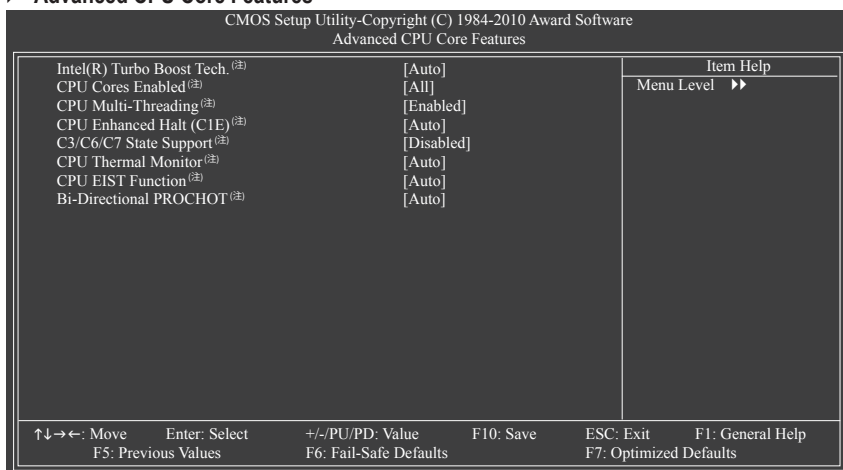 Advanced CPU Core Features
CMOS Setup Utility-Copyright (C) 1984-2010 Award Software
Advanced CPU Core Features
Intel(R) Turbo Boost Tech.(注) [Auto]
CPU Cores Enabled(注) [All]
CPU Multi-Threading(注) [Enabled]
CPU Enhanced Halt (C1E)(注) [Auto]
C3/C6/C7 State Support(注) [Disabled]
CPU Thermal Monitor(注) [Auto]
CPU EIST Function(注) [Auto]
Bi-Directional PROCHOT(注) [Auto]
Item Help
Menu Level
↑↓→←: Move Enter: Select +/-/PU/PD: Value F10: Save ESC: Exit F1: General Help
F5: Previous Values F6: Fail-Safe Defaults F7: Optimized Defaults